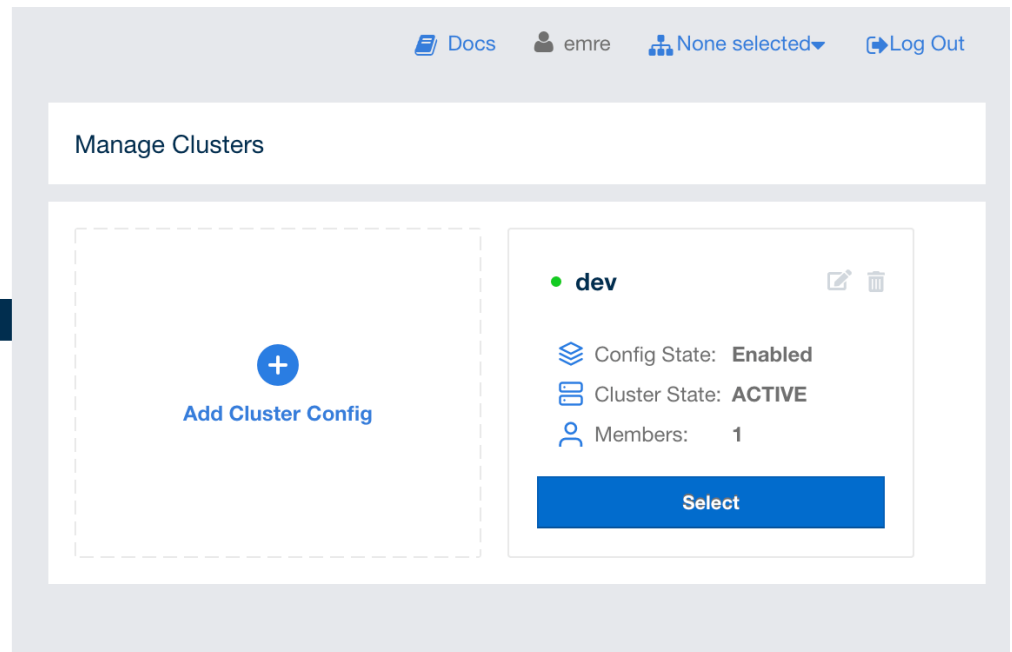 Docs emre None selected Log Out
Manage Clusters
Add Cluster Config
dev
Config State: Enabled
Cluster State: ACTIVE
Members: 1
Select